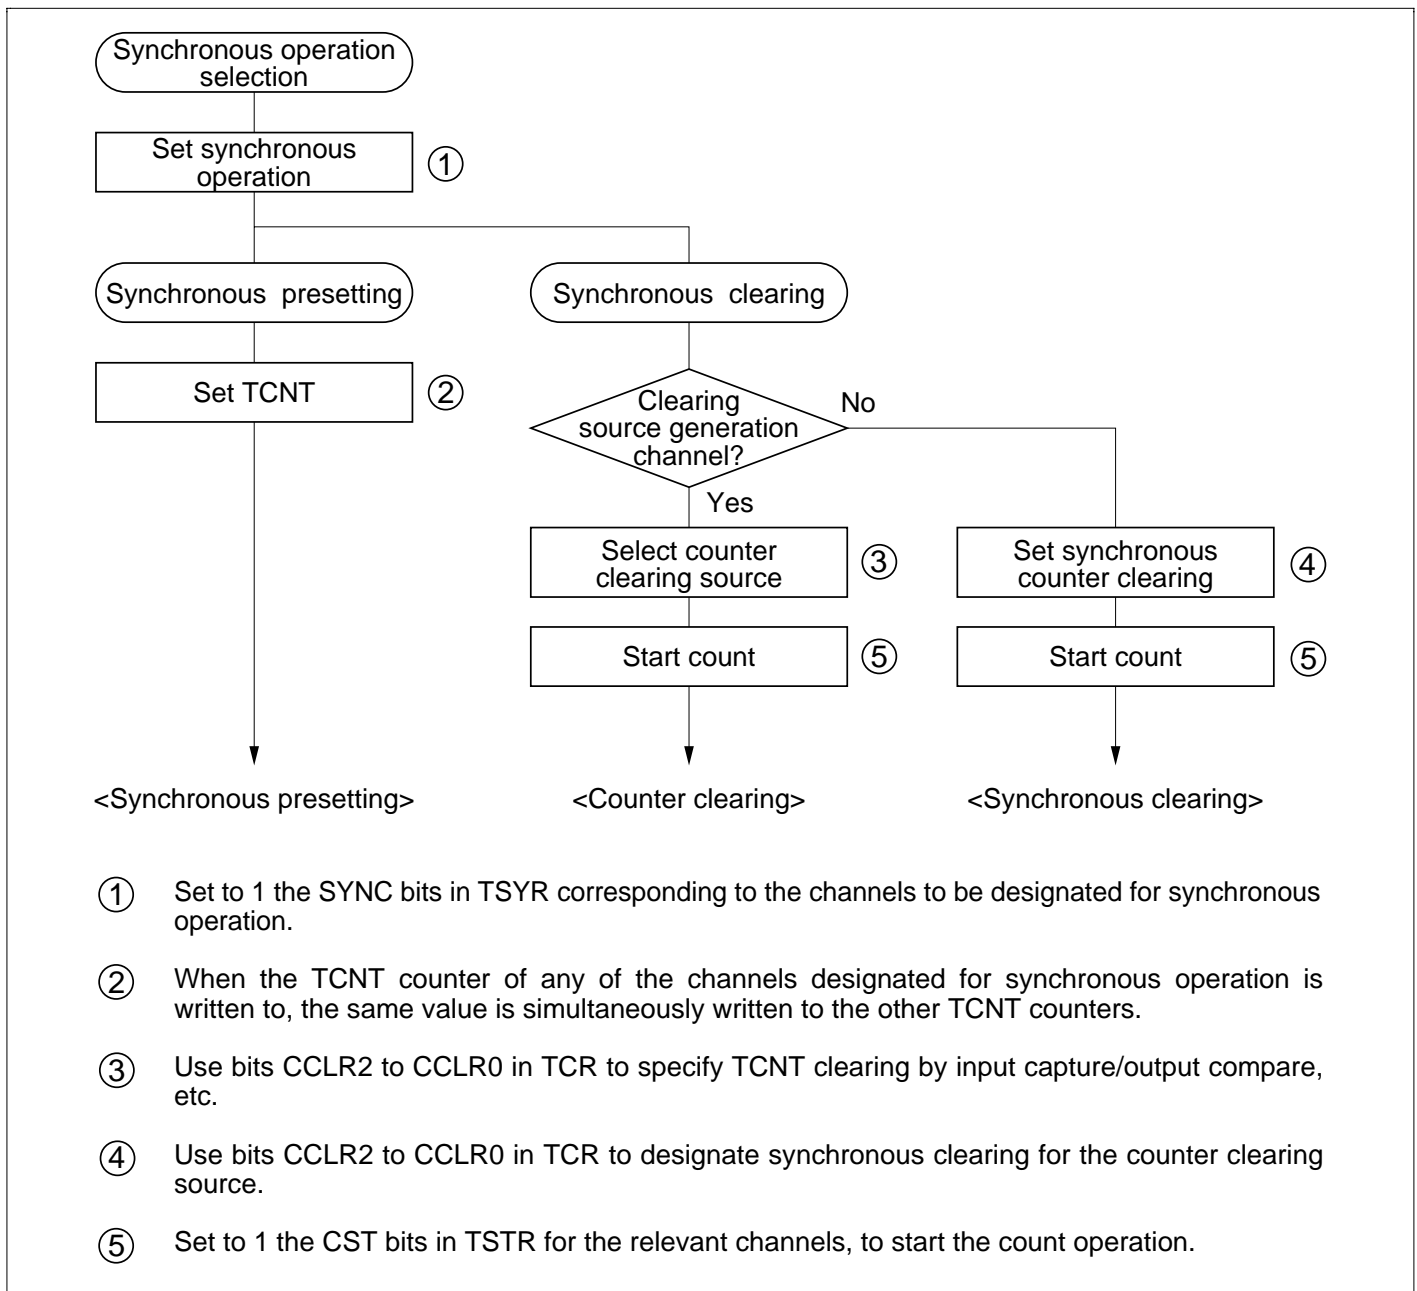 Synchronous operation
selection
Set synchronous
operation
①
Synchronous presetting
Synchronous clearing
Set TCNT
②
Clearing
source generation
channel?
No
Yes
Select counter
clearing source
③
Set synchronous
counter clearing
④
Start count
⑤
Start count
⑤
<Synchronous presetting>
<Counter clearing>
<Synchronous clearing>
① Set to 1 the SYNC bits in TSYR corresponding to the channels to be designated for synchronous
operation.
② When the TCNT counter of any of the channels designated for synchronous operation is
written to, the same value is simultaneously written to the other TCNT counters.
③ Use bits CCLR2 to CCLR0 in TCR to specify TCNT clearing by input capture/output compare,
etc.
④ Use bits CCLR2 to CCLR0 in TCR to designate synchronous clearing for the counter clearing
source.
⑤ Set to 1 the CST bits in TSTR for the relevant channels, to start the count operation.